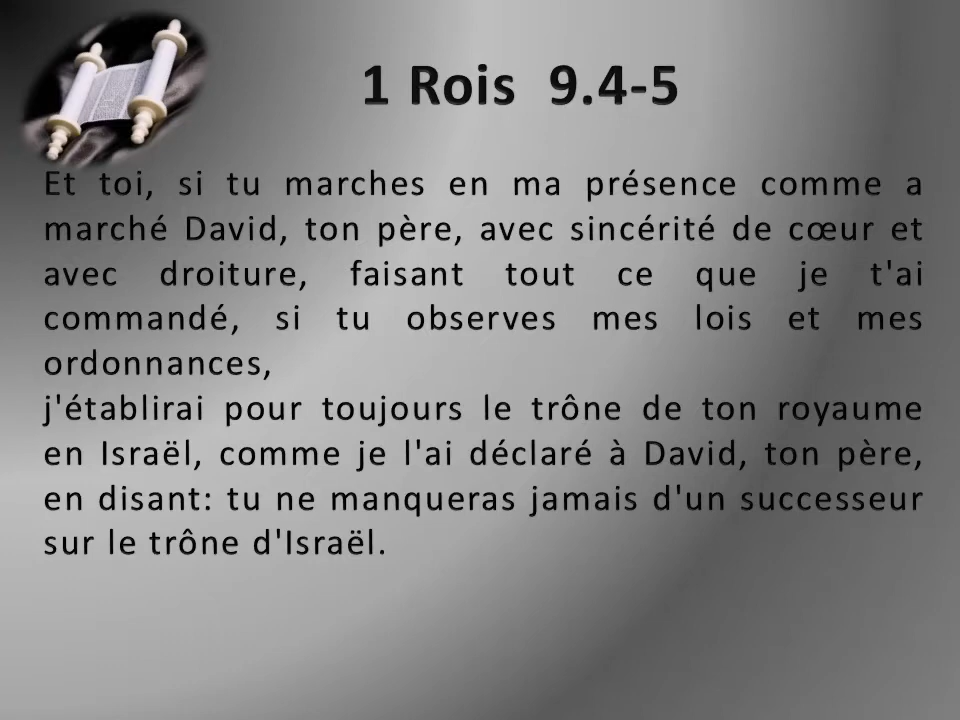 1 Rois 9.4-5
Et toi, si tu marches en ma présence comme a
marché David, ton père, avec sincérité de cœur et
avec droiture, faisant tout ce que je t'ai
commandé, si tu observes mes lois et mes
ordonnances,
j'établirai pour toujours le trône de ton royaume
en Israël, comme je l'ai déclaré à David, ton père,
en disant: tu ne manqueras jamais d'un successeur
sur le trône d'Israël.